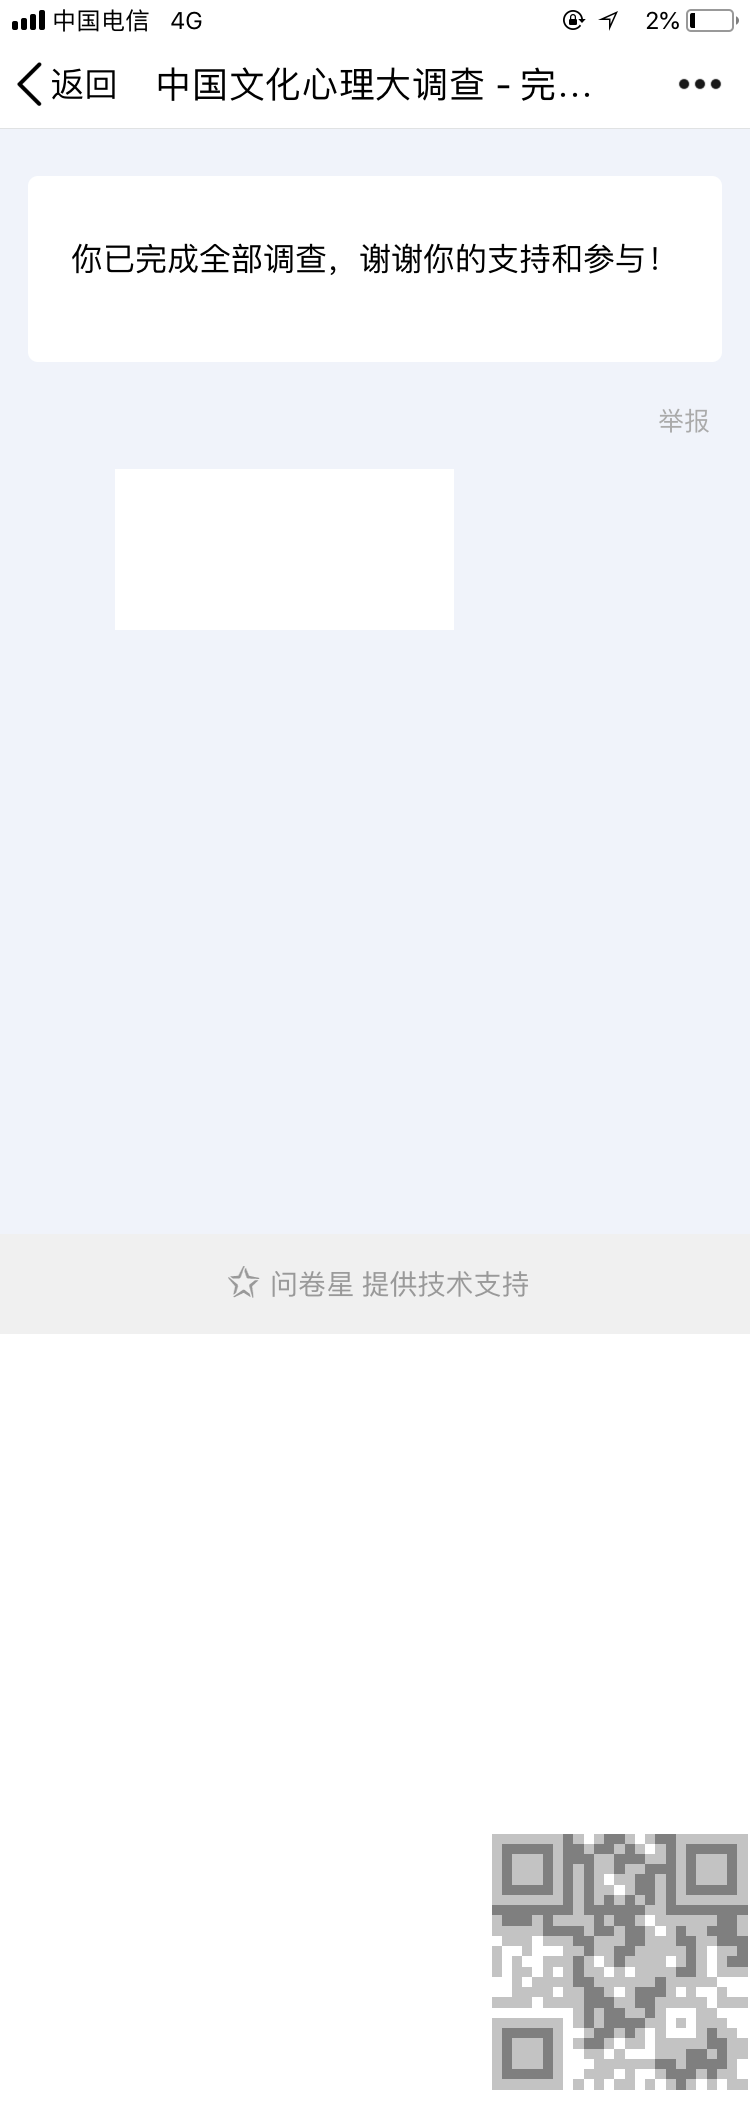 中国电信 4G 2%
返回 中国文化心理大调查 - 完...
你已完成全部调查，谢谢你的支持和参与！
举报
问卷星 提供技术支持